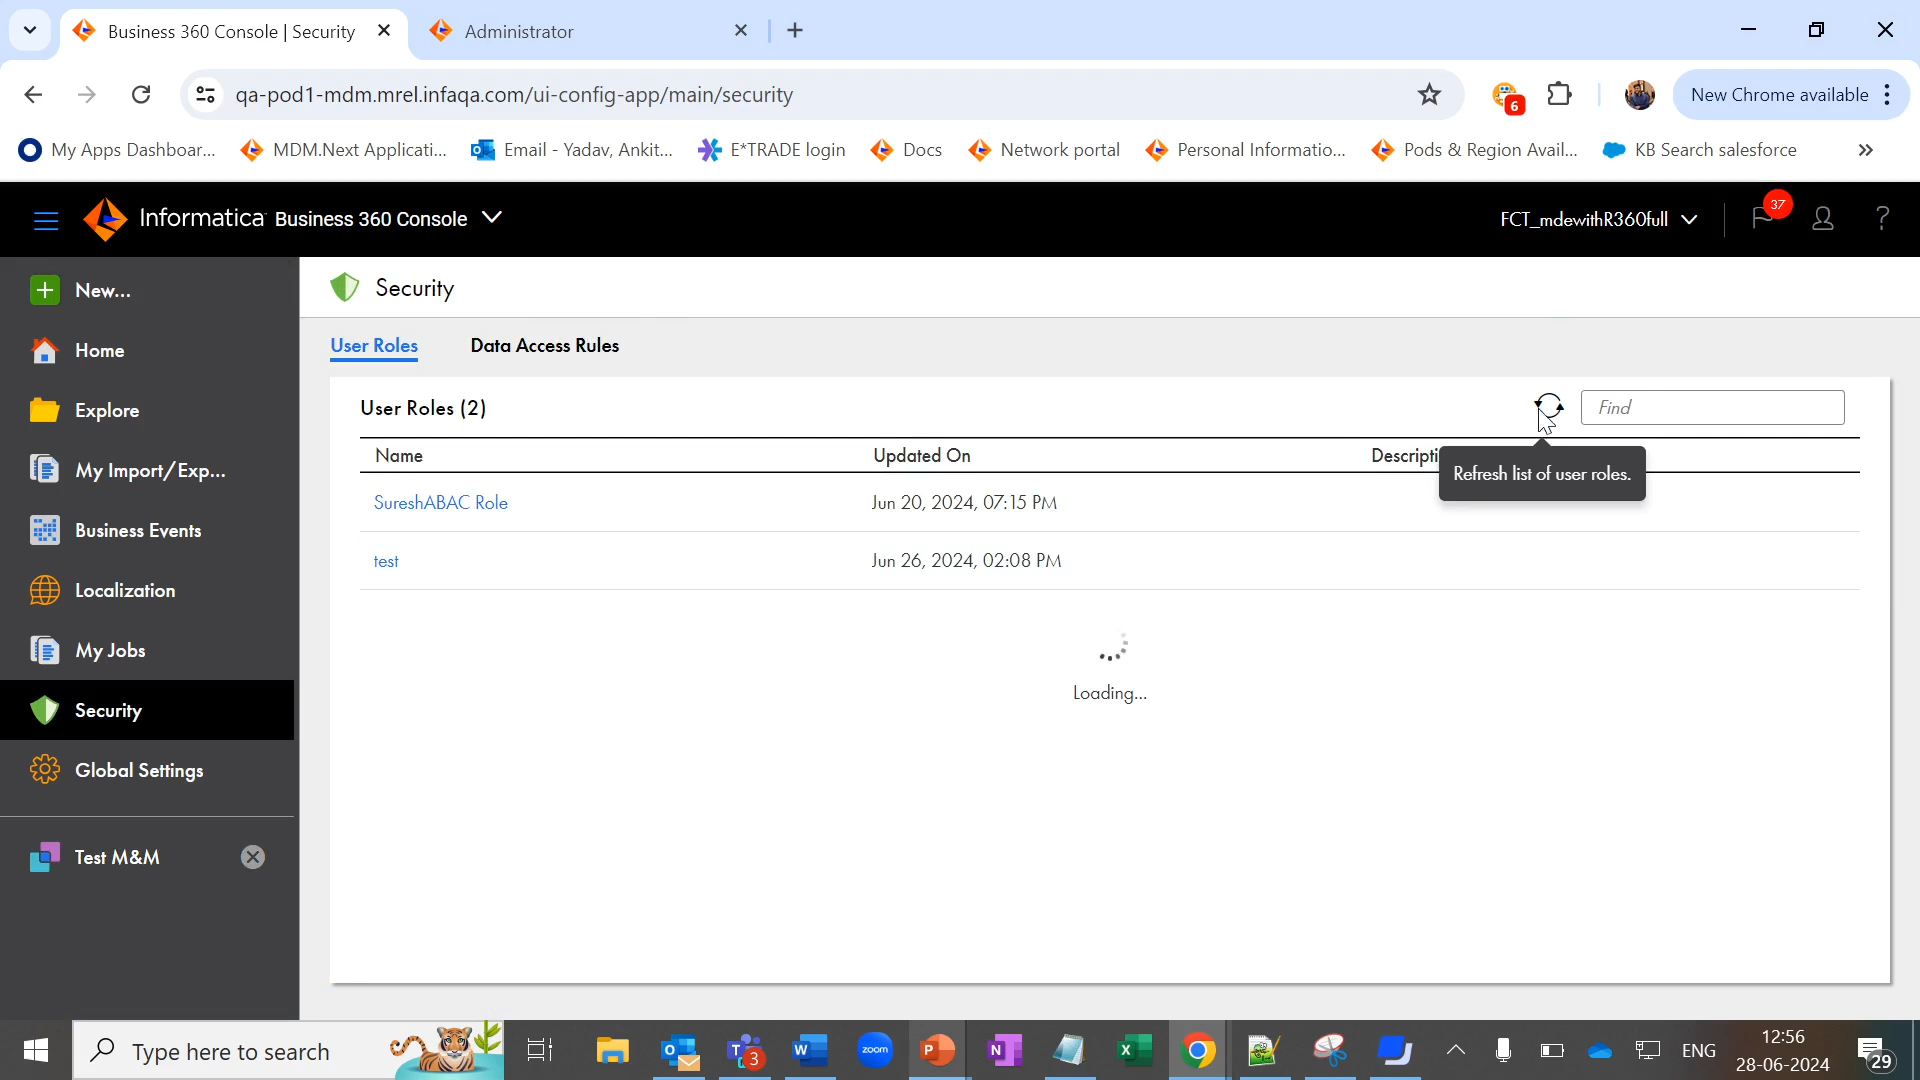 Business 360 Console | Security
Administrator
qa-pod1-mdm.mrel.infaqa.com/ui-config-app/main/security
6
New Chrome available
My Apps Dashboar...
MDM.Next Applicati...
Email - Yadav, Ankit...
E*TRADE login
Docs
Network portal
Personal Informatio...
Pods & Region Avail...
KB Search salesforce
Informatica Business 360 Console
FCT_mdewithR360full
37
?
New...
Home
Explore
My Import/Exp...
Business Events
Localization
My Jobs
Security
Global Settings
Test M&M
Security
User Roles
Data Access Rules
User Roles (2)
Find
Name
Updated On
Descripti
Refresh list of user roles.
SureshABAC Role
Jun 20, 2024, 07:15 PM
test
Jun 26, 2024, 02:08 PM
Loading...
Type here to search
3
zoom
ENG
12:56
28-06-2024
29